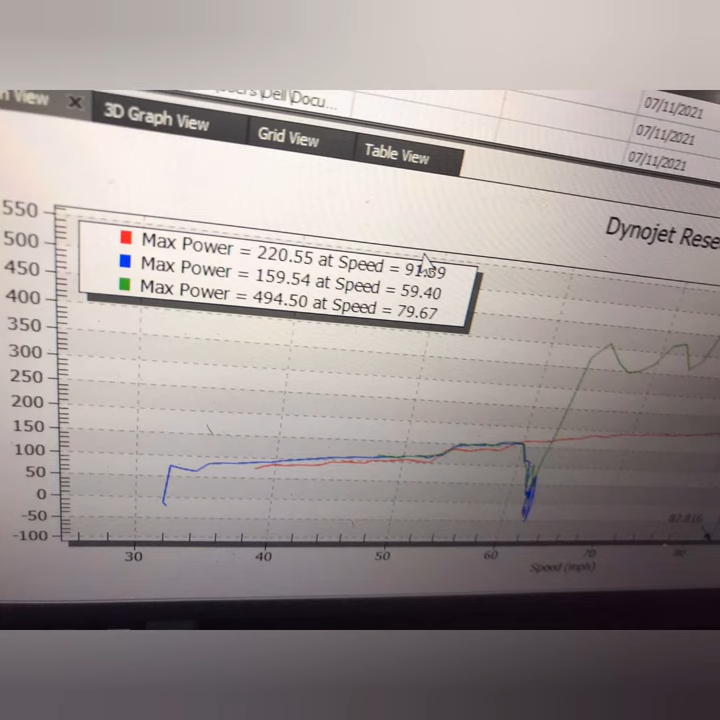 07/11/2021
07/11/2021
07/11/2021
View
3D Graph View
Grid View
Table View
Dynojet
Max Power = 220.55 at Speed =
Max Power = 159.54 at Speed = 59.40
Max Power = 494.50 at Speed = 79.67
550
500
450
400
350
300
250
200
150
100
50
0
-50
-100
30 40 50 60 70 80
Speed (mph)